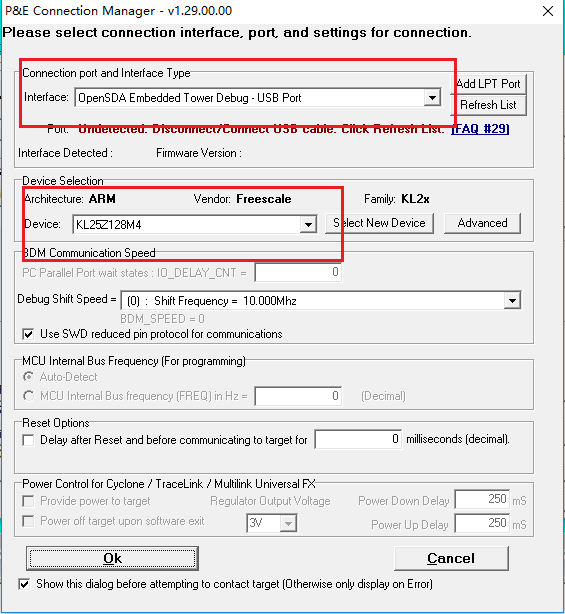 P&E Connection Manager - v1.29.00.00
Please select connection interface, port, and settings for connection.
Connection port and Interface Type
Interface: OpenSDA Embedded Tower Debug - USB Port
Add LPT Port
Refresh List
Port: Undetected. Disconnect/Connect USB cable. Click Refresh List. (FAQ #29)
Interface Detected : Firmware Version :
Device Selection
Architecture: ARM Vendor: Freescale Family: KL2x
Device: KL25Z128M4 Select New Device Advanced
BDM Communication Speed
PC Parallel Port wait states : IO_DELAY_CNT = 0
Debug Shift Speed = (0) : Shift Frequency = 10.000Mhz
BDM_SPEED = 0
Use SWD reduced pin protocol for communications
MCU Internal Bus Frequency (For programming)
Auto-Detect
MCU Internal Bus frequency (FREQ) in Hz = 0 (Decimal)
Reset Options
Delay after Reset and before communicating to target for 0 milliseconds (decimal).
Power Control for Cyclone / TraceLink / Multilink Universal FX
Provide power to target Regulator Output Voltage Power Down Delay 250 mS
Power off target upon software exit 3V Power Up Delay 250 mS
Ok Cancel
Show this dialog before attempting to contact target (Otherwise only display on Error)